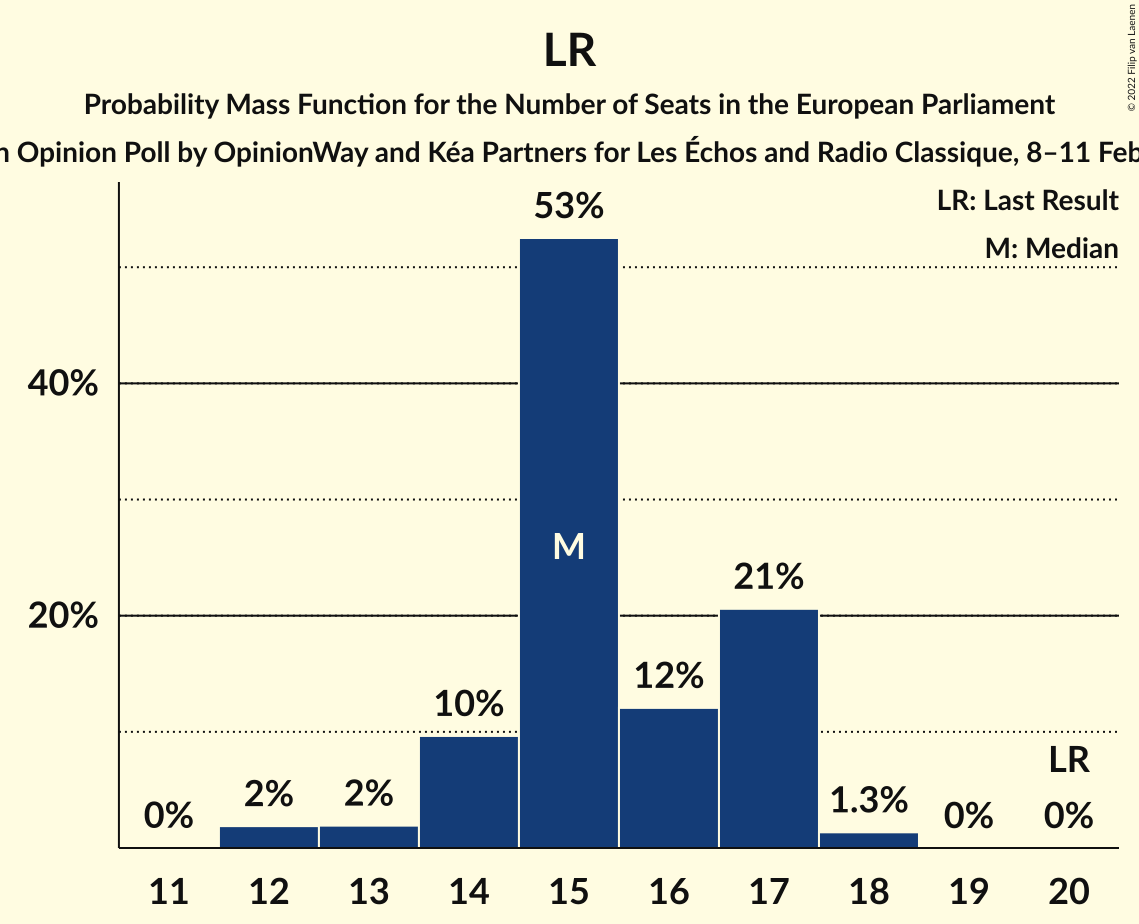 LR
Probability Mass Function for the Number of Seats in the European Parliament
n Opinion Poll by OpinionWay and Kéa Partners for Les Échos and Radio Classique, 8–11 Feb
© 2022 Filip van Laenen
LR: Last Result
M: Median
53%
40%
M
21%
20%
12%
10%
LR
2%
2%
1.3%
0%
0%
0%
11 12 13 14 15 16 17 18 19 20